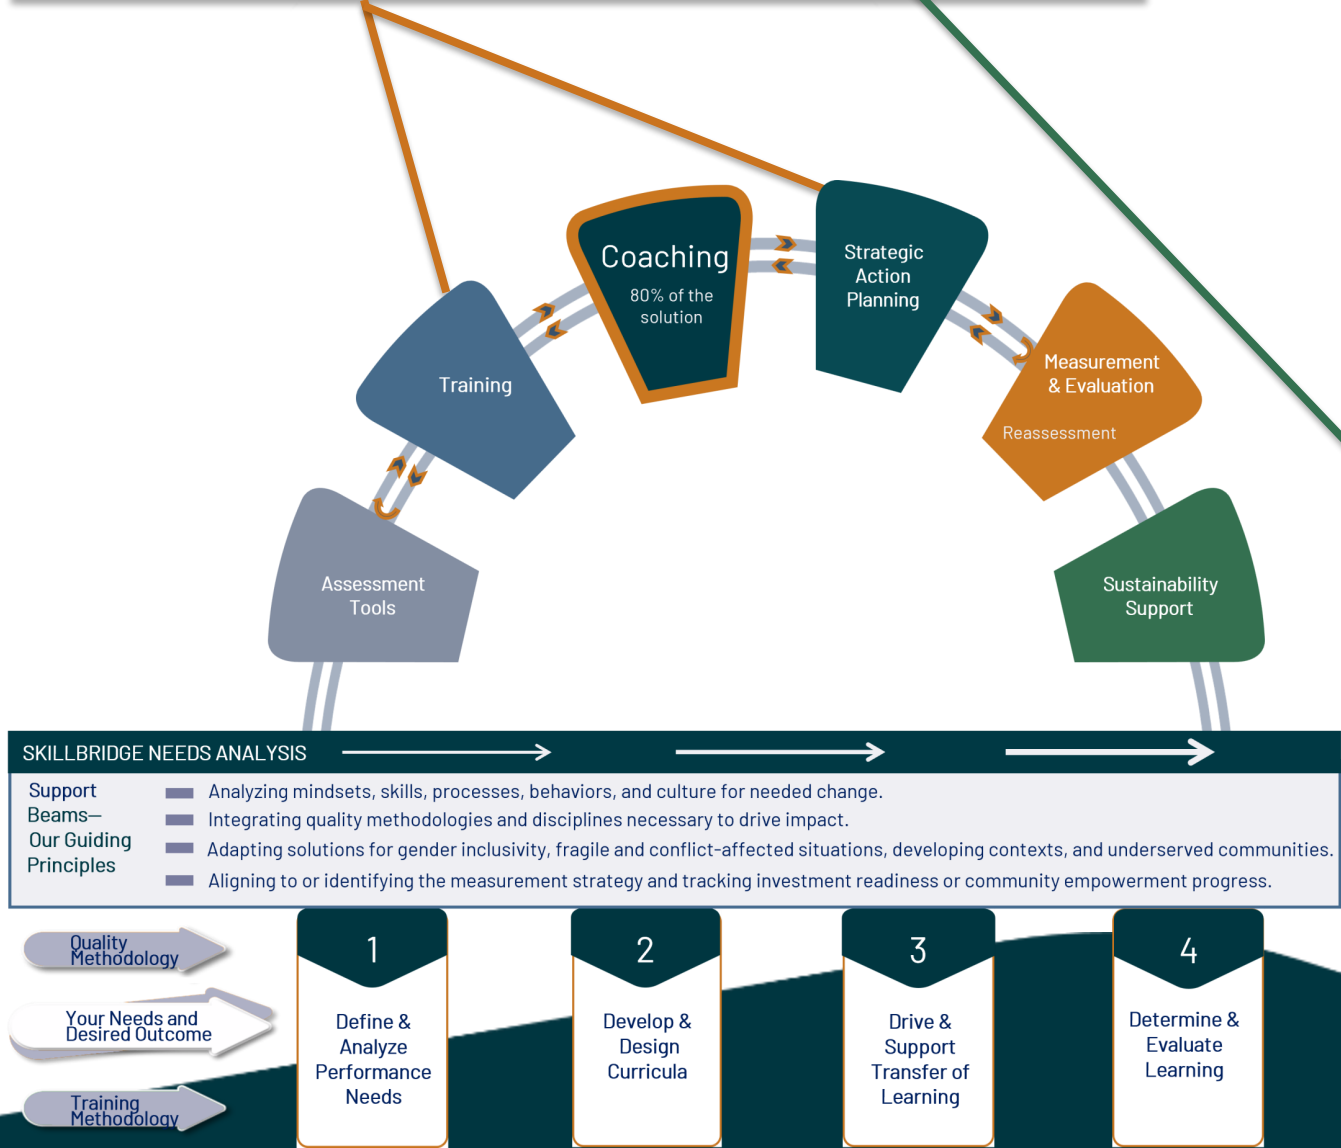 Coaching
80% of the
solution
Strategic
Action
Planning
Training
Measurement
& Evaluation
Reassessment
Assessment
Tools
Sustainability
Support
SKILLBRIDGE NEEDS ANALYSIS
Support
Beams—
Our Guiding
Principles
Analyzing mindsets, skills, processes, behaviors, and culture for needed change.
Integrating quality methodologies and disciplines necessary to drive impact.
Adapting solutions for gender inclusivity, fragile and conflict-affected situations, developing contexts, and underserved communities.
Aligning to or identifying the measurement strategy and tracking investment readiness or community empowerment progress.
Quality
Methodology
Your Needs and
Desired Outcome
Training
Methodology
1
Define &
Analyze
Performance
Needs
2
Develop &
Design
Curricula
3
Drive &
Support
Transfer of
Learning
4
Determine &
Evaluate
Learning